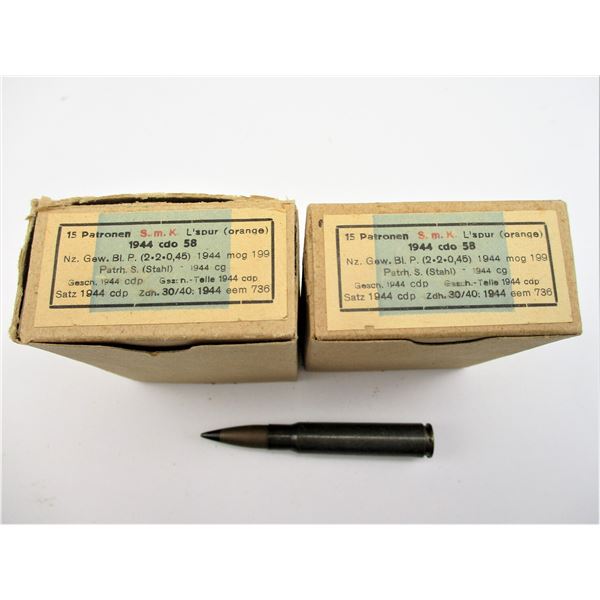 15 Patronen S. m. K. L'spur (orange)
1944 cdo 58
Nz. Gew. Bl. P. (2•2•0,45) 1944 mog 199
Patrh. S. (Stahl) - 1944 cg
Gesch. 1944 cdp Gesch.-Teile 1944 cdp
Satz 1944 cdp Zdh. 30/40: 1944 eem 736
15 Patronen S. m. K. L'spur (orange)
1944 cdo 58
Nz. Gew. Bl. P. (2•2•0,45) 1944 mog 199
Patrh. S. (Stahl) - 1944 cg
Gesch. 1944 cdp Gesch.-Teile 1944 cdp
Satz 1944 cdp Zdh. 30/40: 1944 eem 736